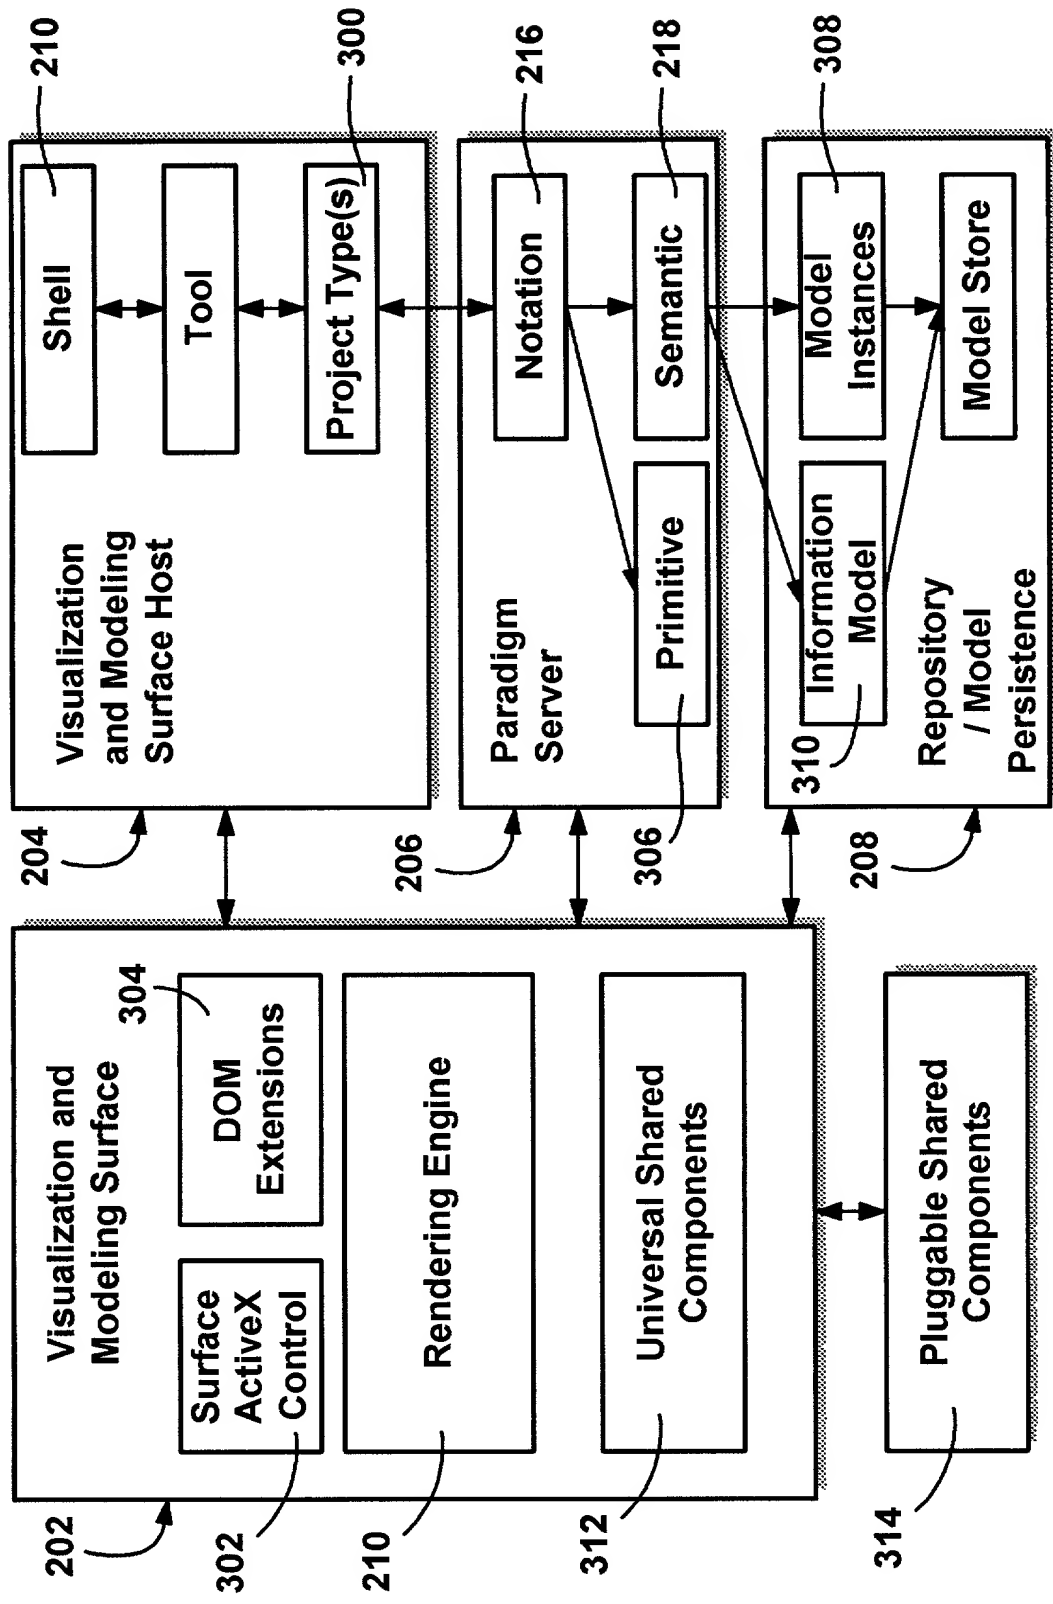 202
Visualization and
Modeling Surface
302
Surface
ActiveX
Control
304
DOM
Extensions
210
Rendering Engine
312
Universal Shared
Components
314
Pluggable Shared
Components
204
Visualization
and Modeling
Surface Host
210
Shell
Tool
300
Project Type(s)
206
Paradigm
Server
216
Notation
306
Primitive
218
Semantic
208
Repository
/ Model
Persistence
310
Information
Model
308
Model
Instances
Model Store